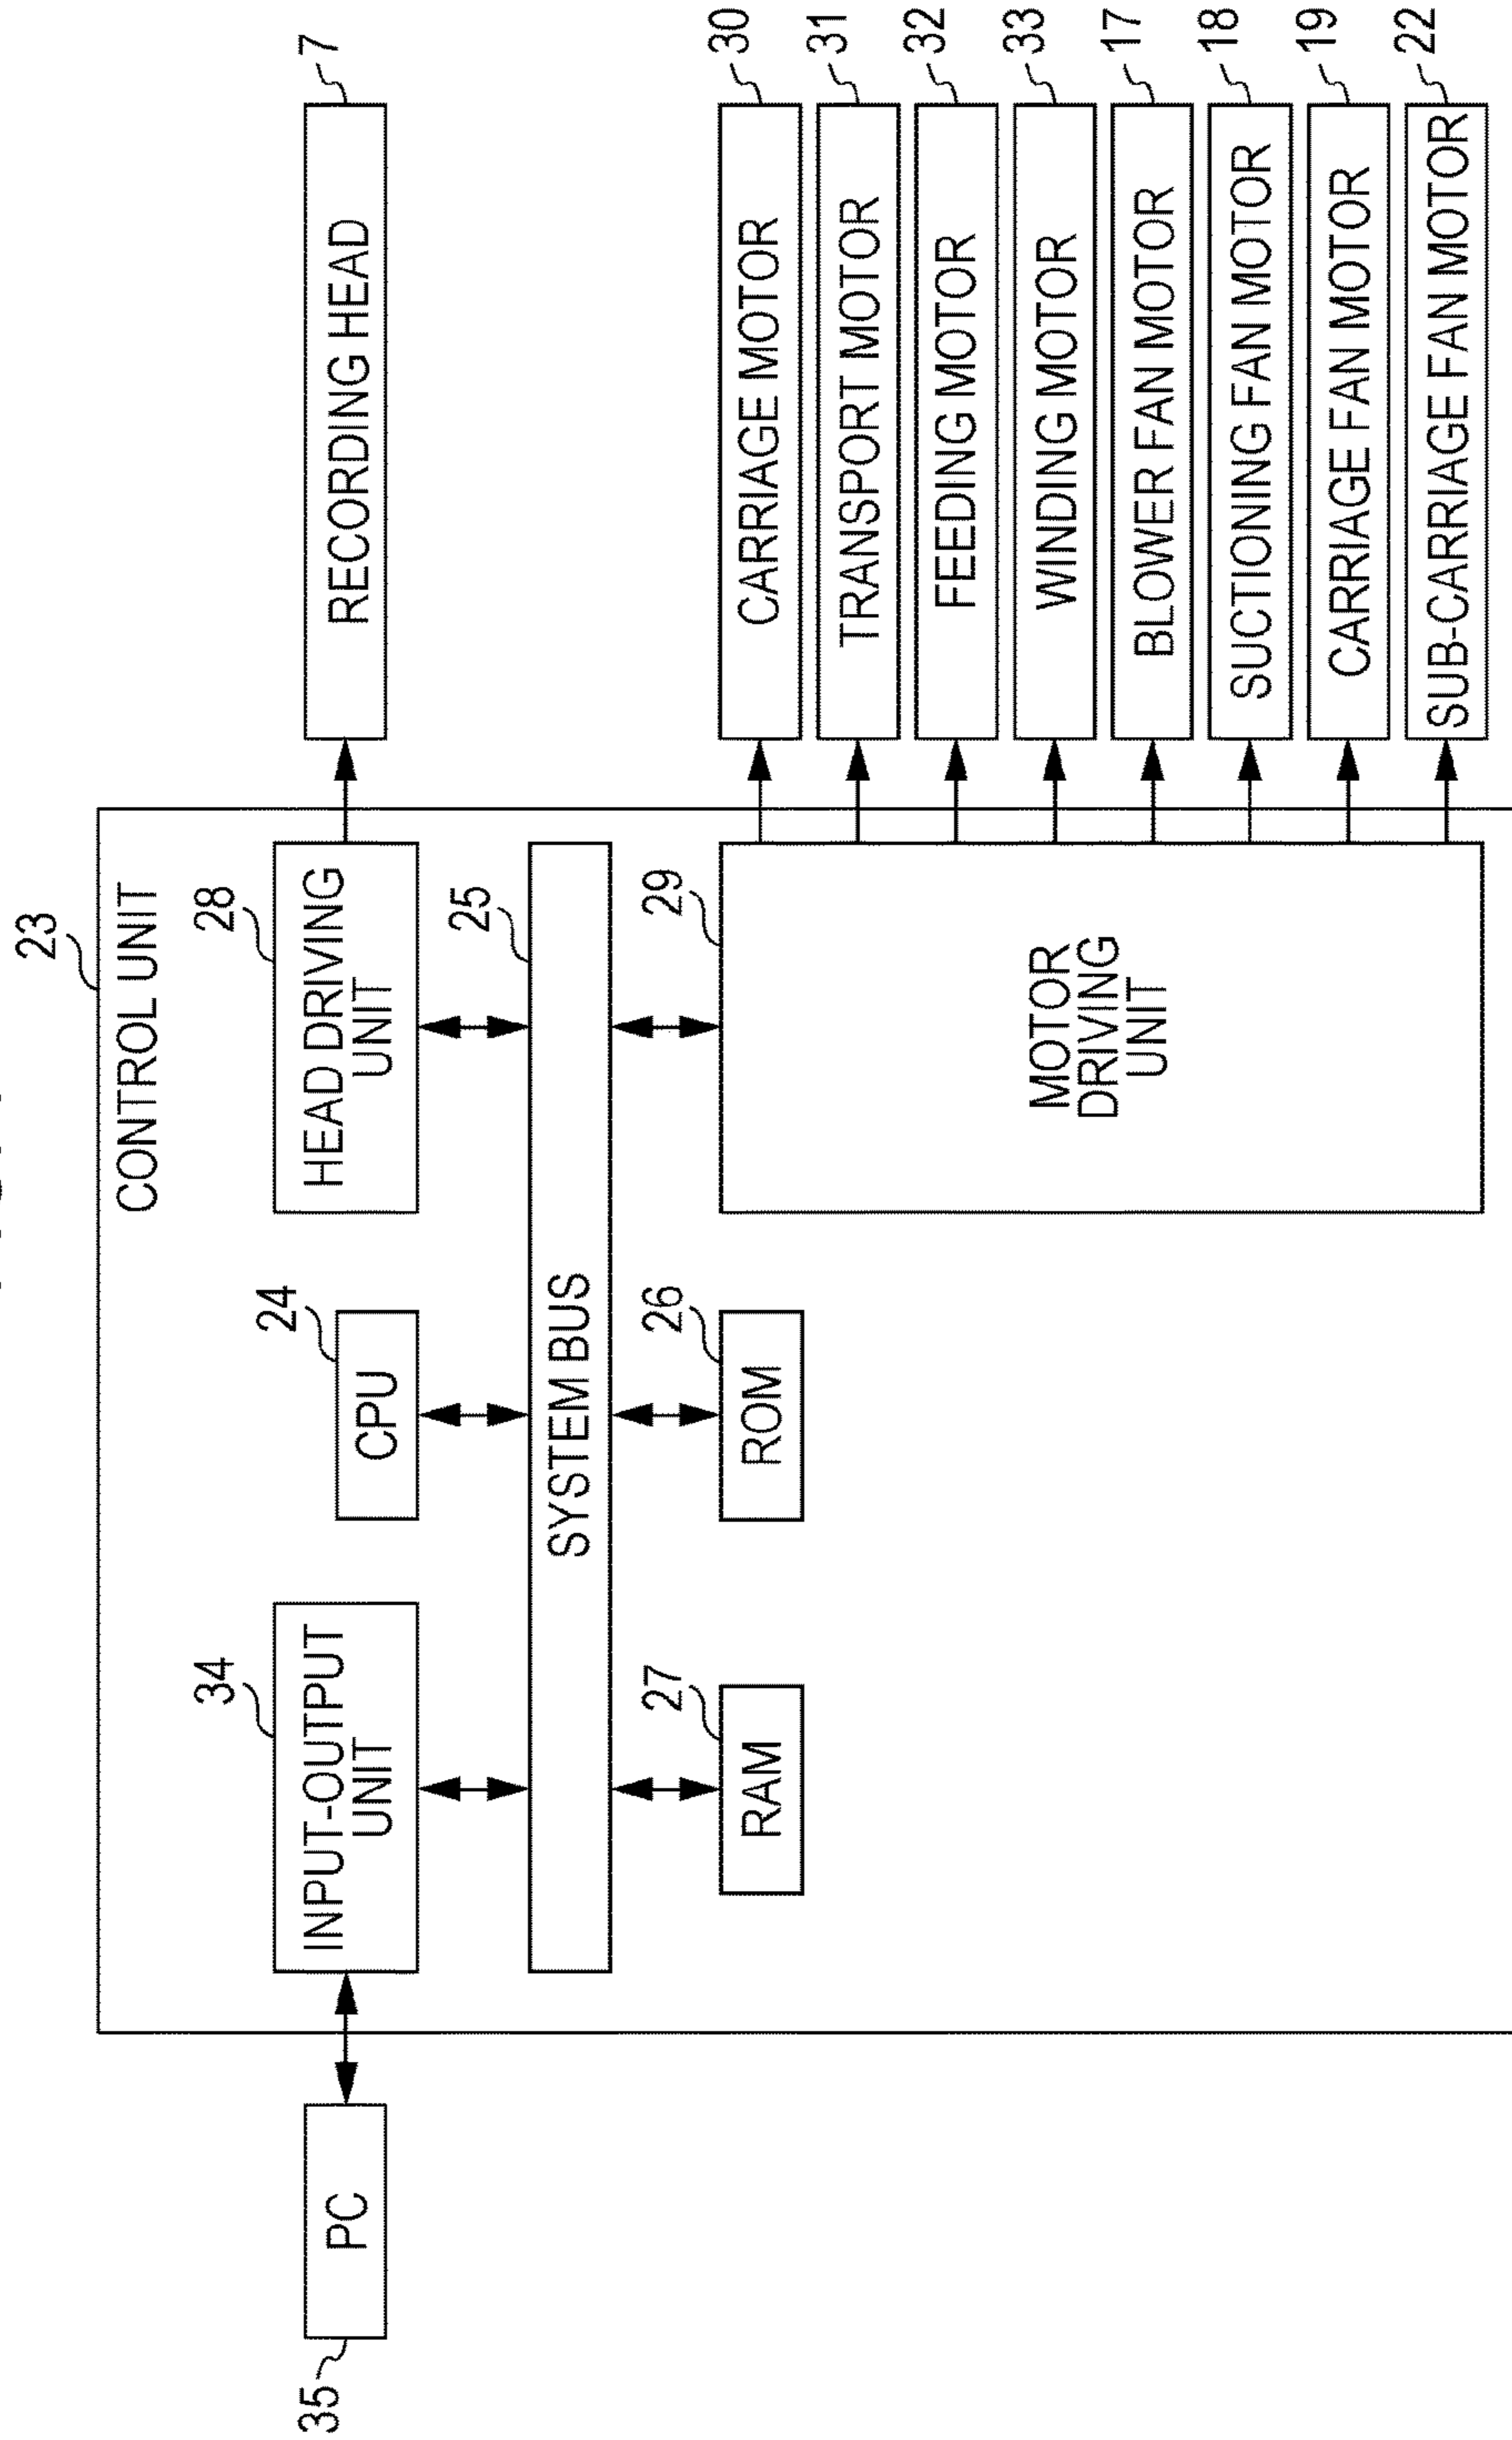 23
CONTROL UNIT
35
PC
34
INPUT-OUTPUT
UNIT
24
CPU
28
HEAD DRIVING
UNIT
RECORDING HEAD
7
25
SYSTEM BUS
27
RAM
26
ROM
29
MOTOR
DRIVING
UNIT
CARRIAGE MOTOR
30
TRANSPORT MOTOR
31
FEEDING MOTOR
32
WINDING MOTOR
33
BLOWER FAN MOTOR
17
SUCTIONING FAN MOTOR
18
CARRIAGE FAN MOTOR
19
SUB-CARRIAGE FAN MOTOR
22